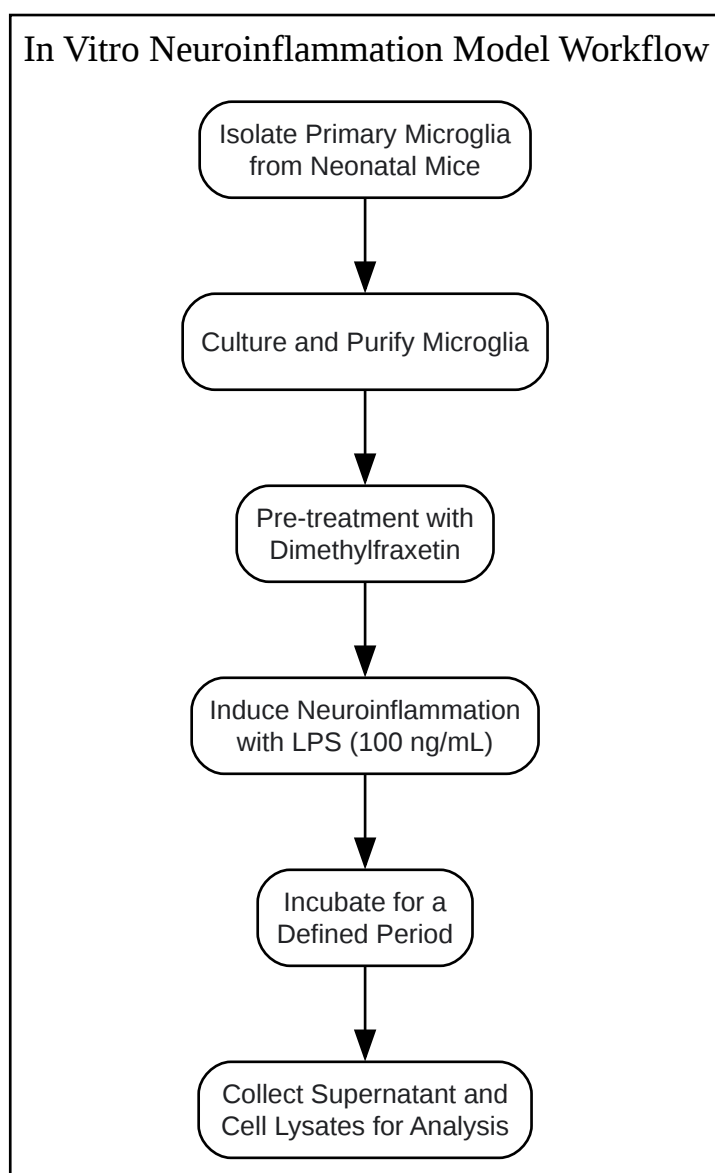 In Vitro Neuroinflammation Model Workflow
Isolate Primary Microglia
from Neonatal Mice
Culture and Purify Microglia
Pre-treatment with
Dimethylfraxetin
Induce Neuroinflammation
with LPS (100 ng/mL)
Incubate for a
Defined Period
Collect Supernatant and
Cell Lysates for Analysis